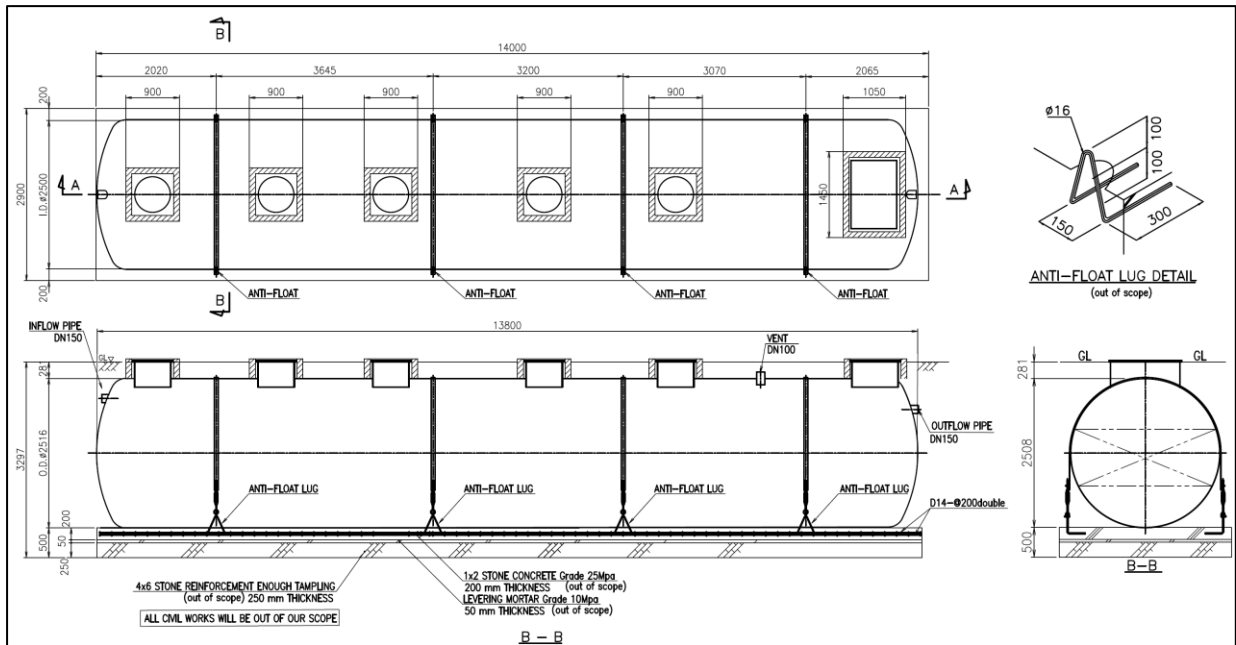 B
14000
2020 3645 3200 3070 2065
900 900 900 900 900 1050
200
2900
I.D.ø2500
200
A
A
1450
B
ANTI-FLOAT ANTI-FLOAT ANTI-FLOAT ANTI-FLOAT
ø16
100
100
150
300
ANTI-FLOAT LUG DETAIL
(out of scope)
INFLOW PIPE
DN150
13800
VENT
DN100
281
3297
O.D.ø2516
200
500
50
250
OUTFLOW PIPE
DN150
ANTI-FLOAT LUG ANTI-FLOAT LUG ANTI-FLOAT LUG ANTI-FLOAT LUG
D14-@200double
4x6 STONE REINFORCEMENT ENOUGH TAMPLING
(out of scope) 250 mm THICKNESS
1x2 STONE CONCRETE Grade 25Mpa
200 mm THICKNESS (out of scope)
LEVERING MORTAR Grade 10Mpa
50 mm THICKNESS (out of scope)
ALL CIVIL WORKS WILL BE OUT OF OUR SCOPE
B - B
GL GL
281
2508
500
B-B